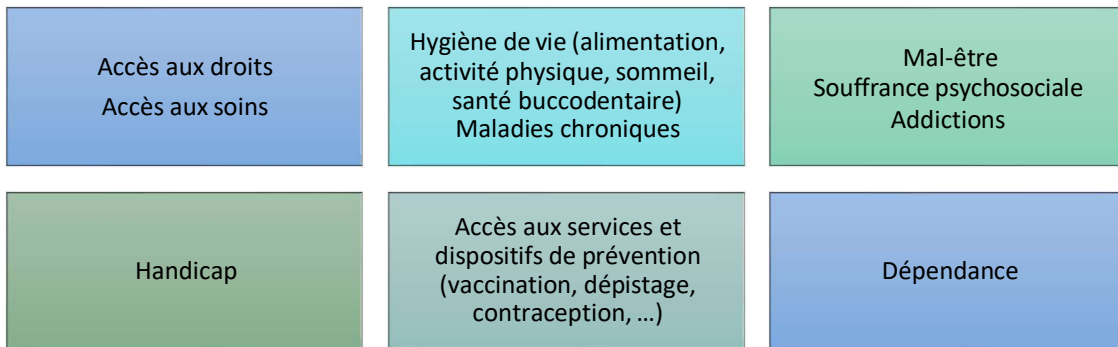 Accès aux droits
Accès aux soins
Hygiène de vie (alimentation,
activité physique, sommeil,
santé buccodentaire)
Maladies chroniques
Mal-être
Souffrance psychosociale
Addictions
Handicap
Accès aux services et
dispositifs de prévention
(vaccination, dépistage,
contraception, …)
Dépendance